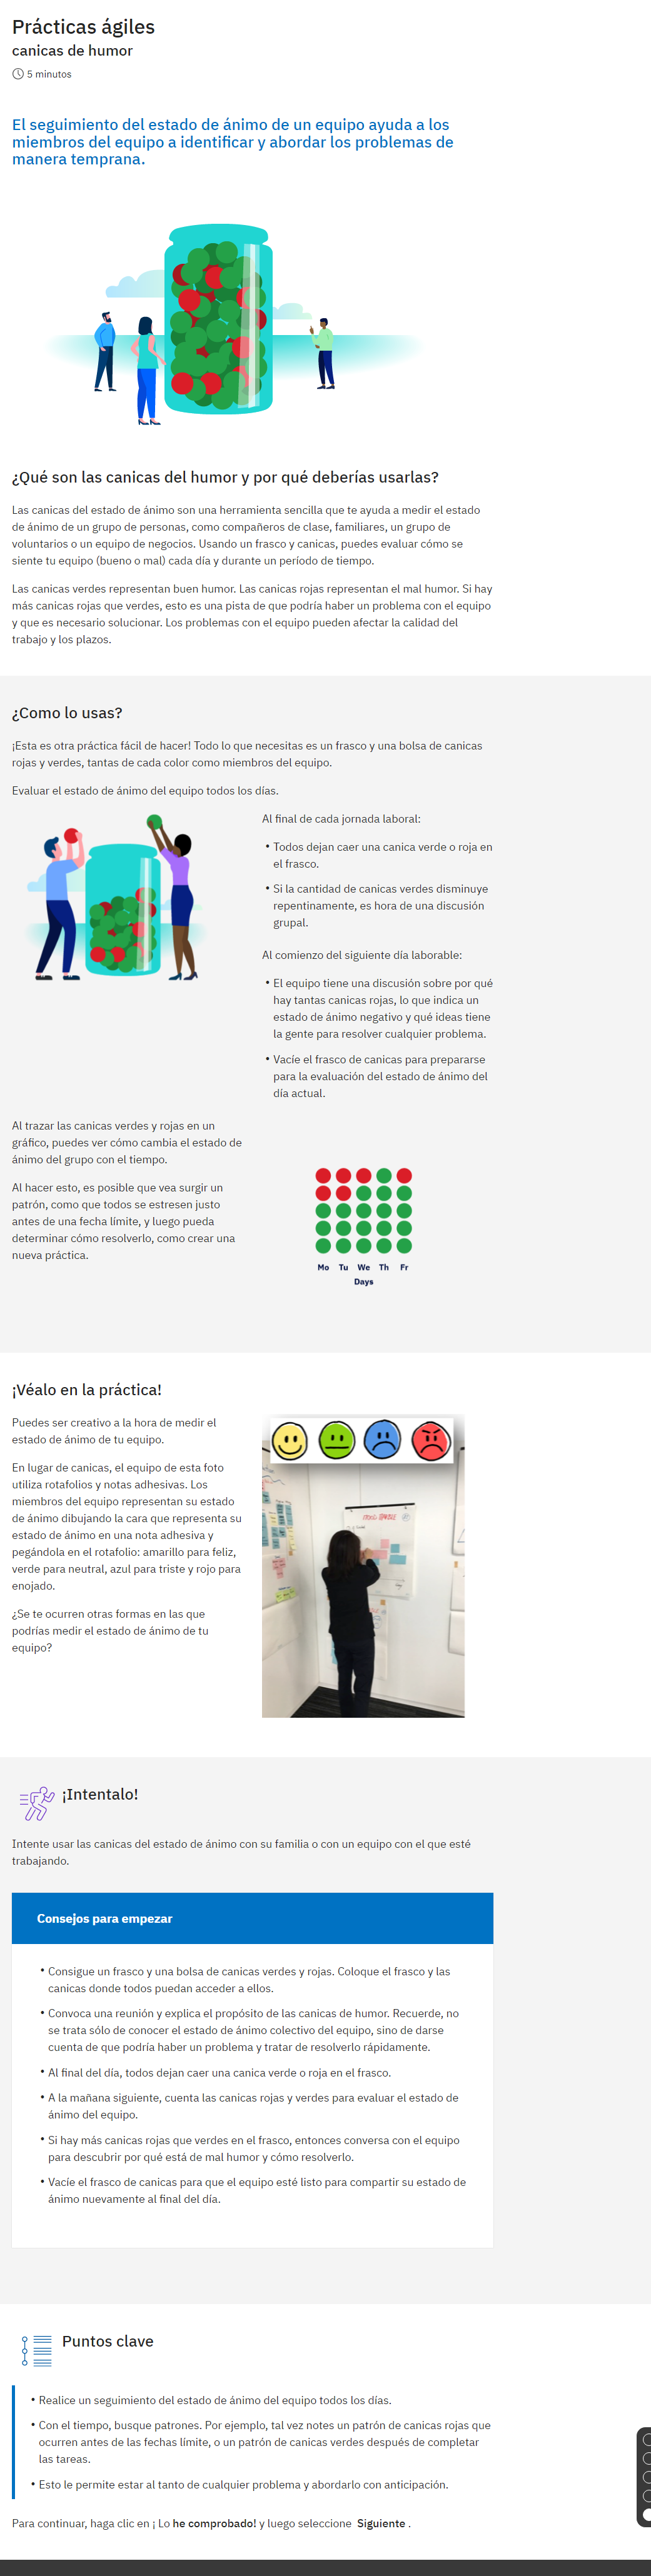 Prácticas ágiles
canicas de humor
5 minutos
El seguimiento del estado de ánimo de un equipo ayuda a los
miembros del equipo a identificar y abordar los problemas de
manera temprana.
¿Qué son las canicas del humor y por qué deberías usarlas?
Las canicas del estado de ánimo son una herramienta sencilla que te ayuda a medir el estado
de ánimo de un grupo de personas, como compañeros de clase, familiares, un grupo de
voluntarios o un equipo de negocios. Usando un frasco y canicas, puedes evaluar cómo se
siente tu equipo (bueno o mal) cada día y durante un período de tiempo.
Las canicas verdes representan buen humor. Las canicas rojas representan el mal humor. Si hay
más canicas rojas que verdes, esto es una pista de que podría haber un problema con el equipo
y que es necesario solucionar. Los problemas con el equipo pueden afectar la calidad del
trabajo y los plazos.
¿Como lo usas?
¡Esta es otra práctica fácil de hacer! Todo lo que necesitas es un frasco y una bolsa de canicas
rojas y verdes, tantas de cada color como miembros del equipo.
Evaluar el estado de ánimo del equipo todos los días.
Al final de cada jornada laboral:
• Todos dejan caer una canica verde o roja en
el frasco.
• Si la cantidad de canicas verdes disminuye
repentinamente, es hora de una discusión
grupal.
Al comienzo del siguiente día laborable:
• El equipo tiene una discusión sobre por qué
hay tantas canicas rojas, lo que indica un
estado de ánimo negativo y qué ideas tiene
la gente para resolver cualquier problema.
• Vacíe el frasco de canicas para prepararse
para la evaluación del estado de ánimo del
día actual.
Al trazar las canicas verdes y rojas en un
gráfico, puedes ver cómo cambia el estado de
ánimo del grupo con el tiempo.
Al hacer esto, es posible que vea surgir un
patrón, como que todos se estresen justo
antes de una fecha límite, y luego pueda
determinar cómo resolverlo, como crear una
nueva práctica.
Mo Tu We Th Fr
Days
¡Véalo en la práctica!
Puedes ser creativo a la hora de medir el
estado de ánimo de tu equipo.
En lugar de canicas, el equipo de esta foto
utiliza rotafolios y notas adhesivas. Los
miembros del equipo representan su estado
de ánimo dibujando la cara que representa su
estado de ánimo en una nota adhesiva y
pegándola en el rotafolio: amarillo para feliz,
verde para neutral, azul para triste y rojo para
enojado.
¿Se te ocurren otras formas en las que
podrías medir el estado de ánimo de tu
equipo?
¡Intentalo!
Intente usar las canicas del estado de ánimo con su familia o con un equipo con el que esté
trabajando.
Consejos para empezar
• Consigue un frasco y una bolsa de canicas verdes y rojas. Coloque el frasco y las
canicas donde todos puedan acceder a ellos.
• Convoca una reunión y explica el propósito de las canicas de humor. Recuerde, no
se trata sólo de conocer el estado de ánimo colectivo del equipo, sino de darse
cuenta de que podría haber un problema y tratar de resolverlo rápidamente.
• Al final del día, todos dejan caer una canica verde o roja en el frasco.
• A la mañana siguiente, cuenta las canicas rojas y verdes para evaluar el estado de
ánimo del equipo.
• Si hay más canicas rojas que verdes en el frasco, entonces conversa con el equipo
para descubrir por qué está de mal humor y cómo resolverlo.
• Vacíe el frasco de canicas para que el equipo esté listo para compartir su estado de
ánimo nuevamente al final del día.
Puntos clave
• Realice un seguimiento del estado de ánimo del equipo todos los días.
• Con el tiempo, busque patrones. Por ejemplo, tal vez notes un patrón de canicas rojas que
ocurren antes de las fechas límite, o un patrón de canicas verdes después de completar
las tareas.
• Esto le permite estar al tanto de cualquier problema y abordarlo con anticipación.
Para continuar, haga clic en ¡ Lo he comprobado! y luego seleccione Siguiente .